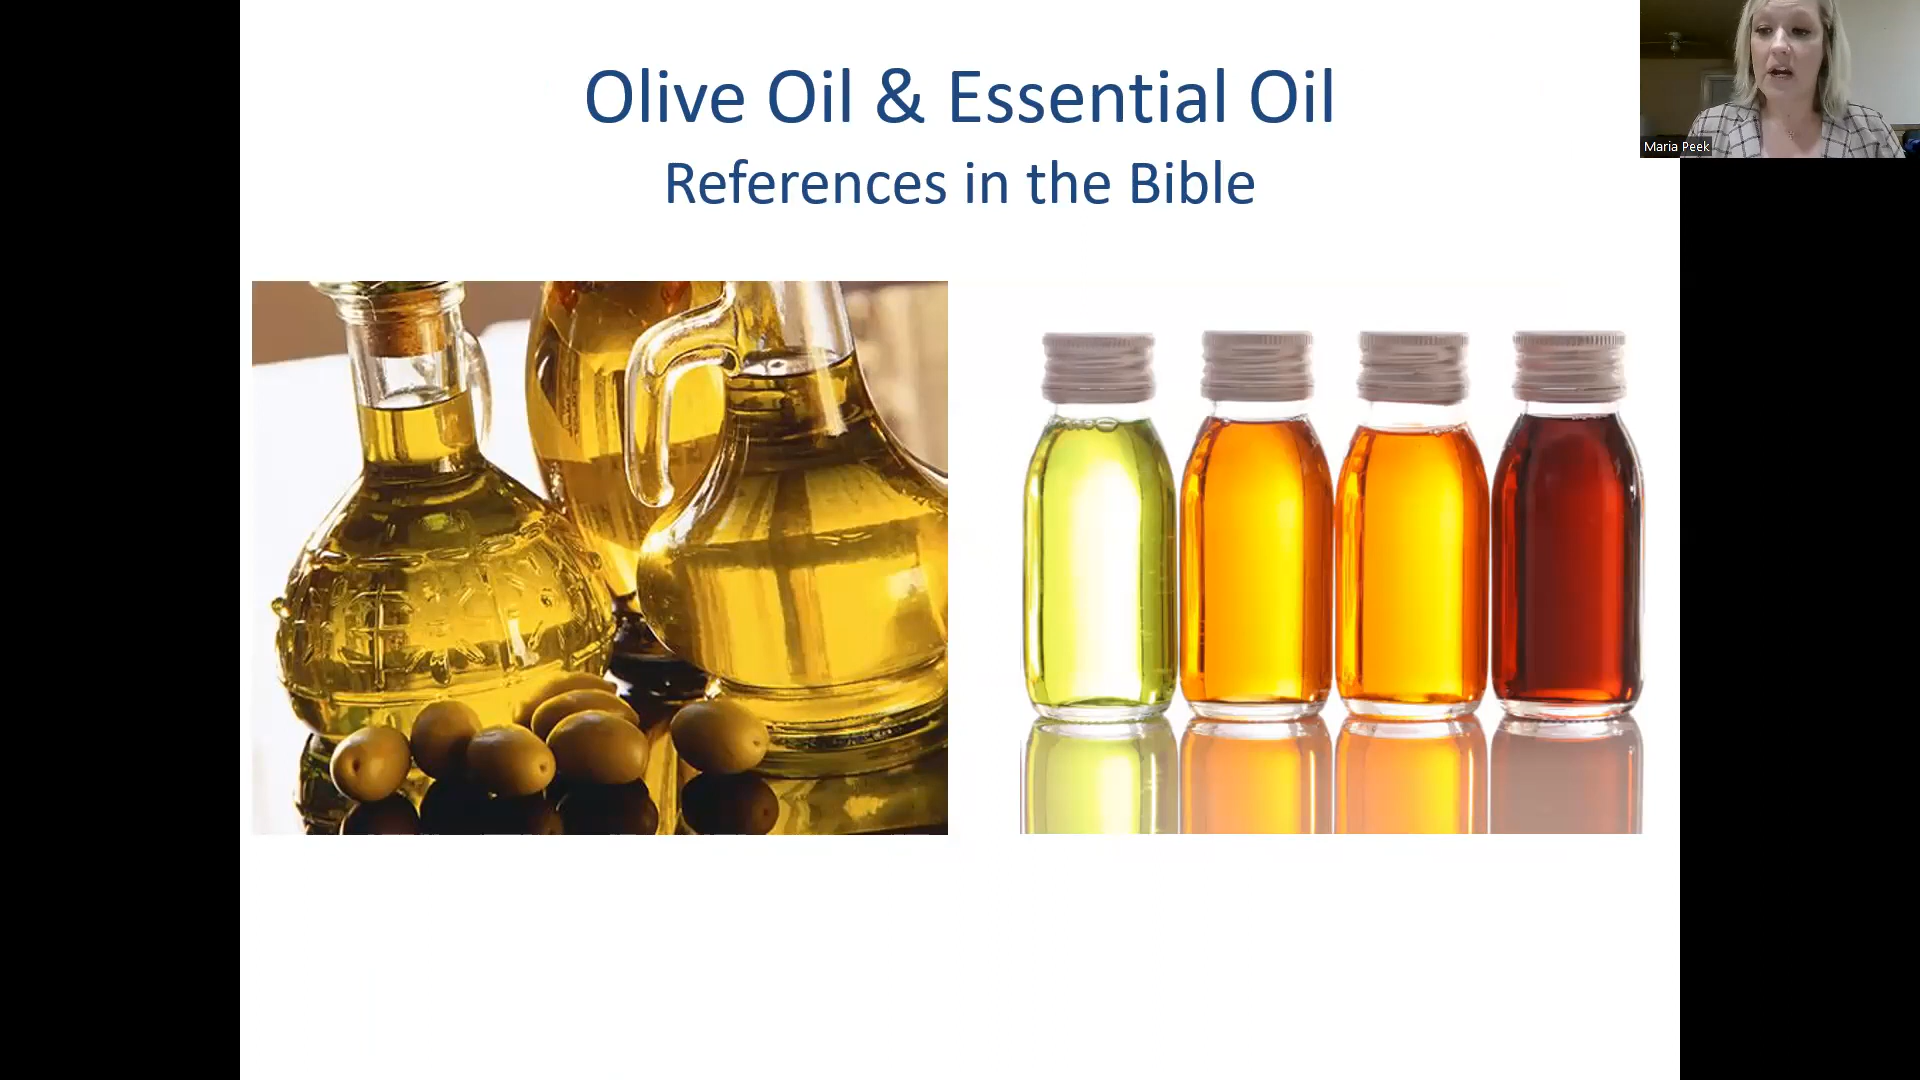 Olive Oil & Essential Oil
References in the Bible
Maria Peek